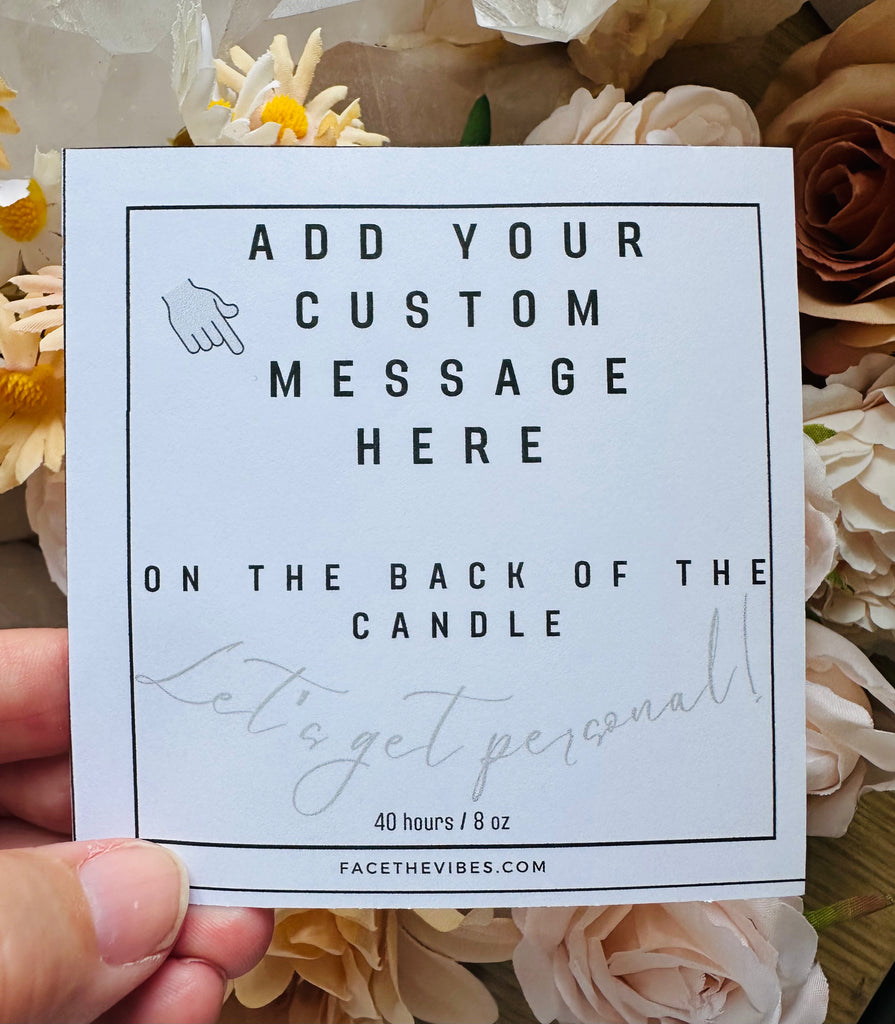 ADD YOUR
CUSTOM
MESSAGE
HERE
ON THE BACK OF THE
CANDLE
Let's get personal!
40 hours / 8 oz
FACETHEVIBES.COM